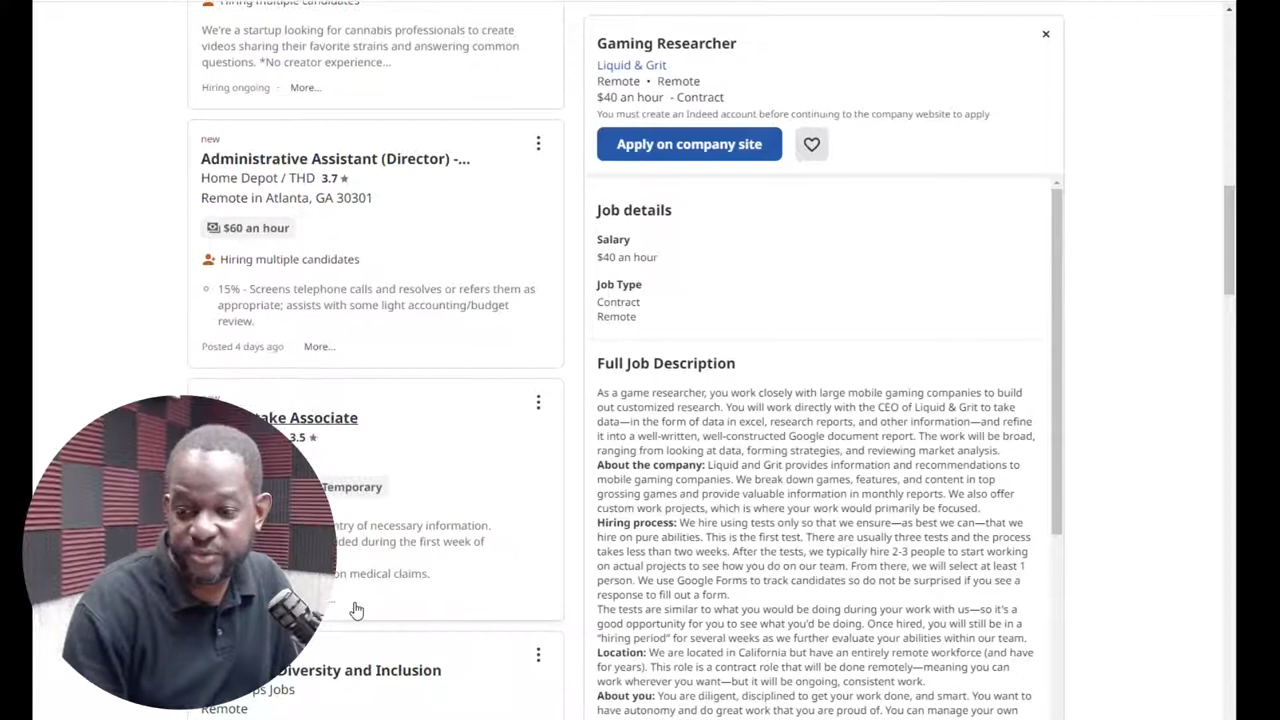 Hiring multiple candidates
We're a startup looking for cannabis professionals to create
videos sharing their favorite strains and answering common
questions. *No creator experience...
Hiring ongoing · More...
new
Administrative Assistant (Director) -...
Home Depot / THD 3.7 ★
Remote in Atlanta, GA 30301
$60 an hour
Hiring multiple candidates
15% - Screens telephone calls and resolves or refers them as
appropriate; assists with some light accounting/budget
review.
Posted 4 days ago More...
take Associate
3.5 ★
Temporary
ntry of necessary information.
ided during the first week of
on medical claims.
Diversity and Inclusion
ps Jobs
Remote
Gaming Researcher
Liquid & Grit
Remote • Remote
$40 an hour - Contract
You must create an Indeed account before continuing to the company website to apply
Apply on company site
Job details
Salary
$40 an hour
Job Type
Contract
Remote
Full Job Description
As a game researcher, you work closely with large mobile gaming companies to build
out customized research. You will work directly with the CEO of Liquid & Grit to take
data—in the form of data in excel, research reports, and other information—and refine
it into a well-written, well-constructed Google document report. The work will be broad,
ranging from looking at data, forming strategies, and reviewing market analysis.
About the company: Liquid and Grit provides information and recommendations to
mobile gaming companies. We break down games, features, and content in top
grossing games and provide valuable information in monthly reports. We also offer
custom work projects, which is where your work would primarily be focused.
Hiring process: We hire using tests only so that we ensure—as best we can—that we
hire on pure abilities. This is the first test. There are usually three tests and the process
takes less than two weeks. After the tests, we typically hire 2-3 people to start working
on actual projects to see how you do on our team. From there, we will select at least 1
person. We use Google Forms to track candidates so do not be surprised if you see a
response to fill out a form.
The tests are similar to what you would be doing during your work with us—so it's a
good opportunity for you to see what you'd be doing. Once hired, you will still be in a
"hiring period" for several weeks as we further evaluate your abilities within our team.
Location: We are located in California but have an entirely remote workforce (and have
for years). This role is a contract role that will be done remotely—meaning you can
work wherever you want—but it will be ongoing, consistent work.
About you: You are diligent, disciplined to get your work done, and smart. You want to
have autonomy and do great work that you are proud of. You can manage your own